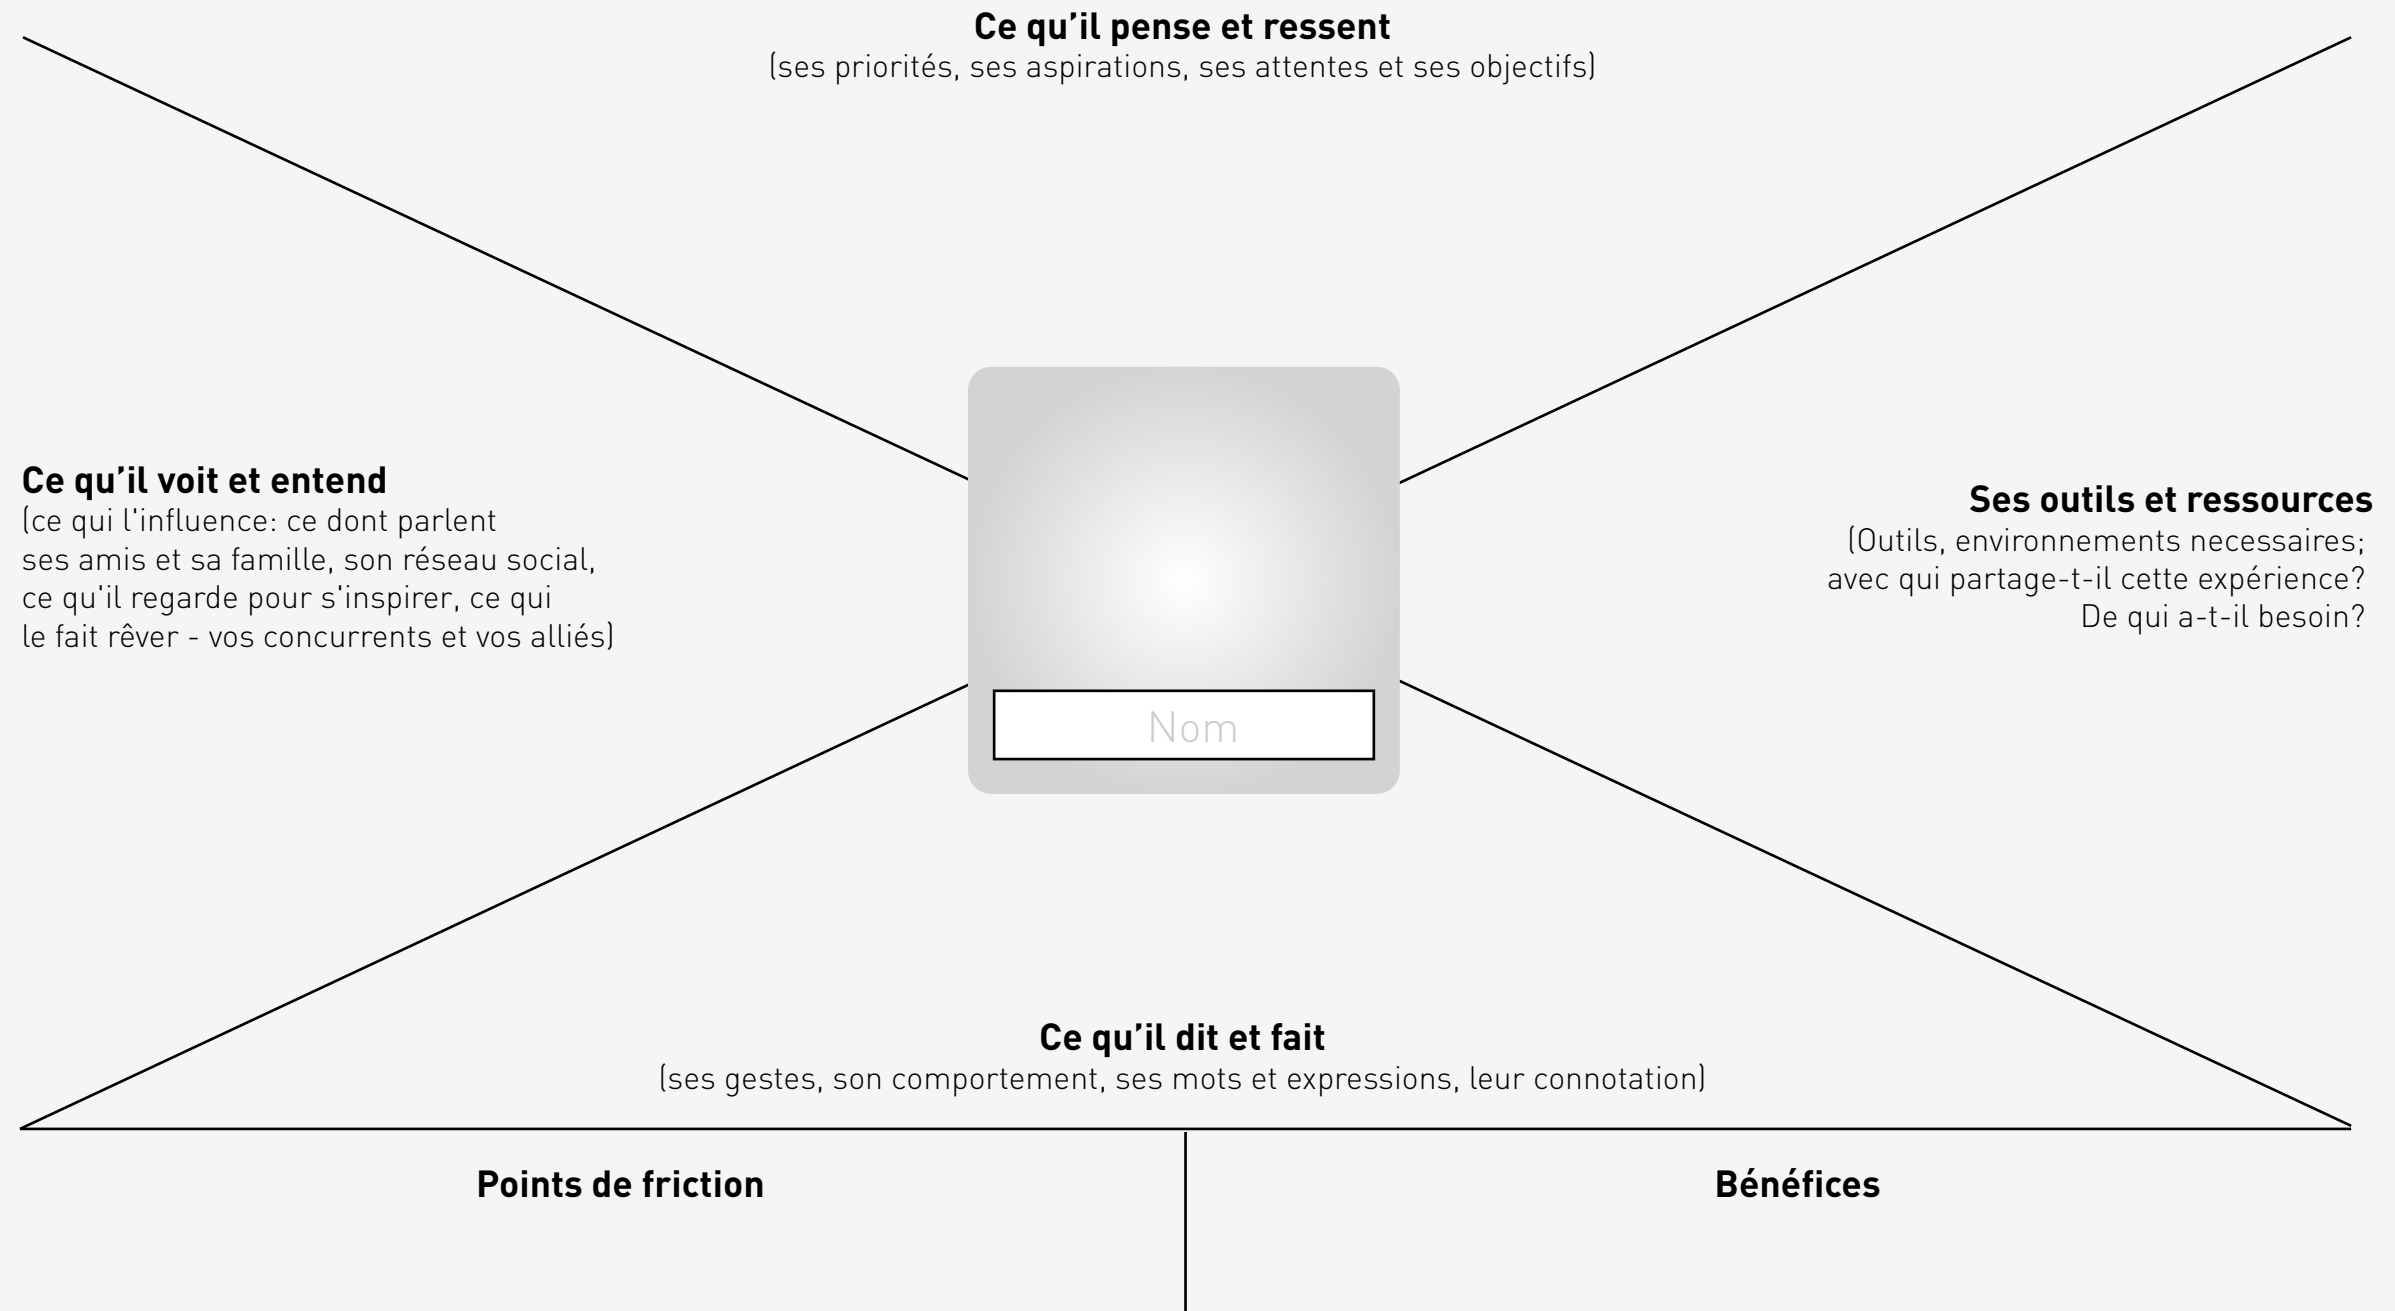 Ce qu’il pense et ressent
(ses priorités, ses aspirations, ses attentes et ses objectifs)
Ce qu’il voit et entend
(ce qui l'influence: ce dont parlent
ses amis et sa famille, son réseau social,
ce qu'il regarde pour s'inspirer, ce qui
le fait rêver - vos concurrents et vos alliés)
Nom
Ses outils et ressources
(Outils, environnements necessaires;
avec qui partage-t-il cette expérience?
De qui a-t-il besoin?
Ce qu’il dit et fait
(ses gestes, son comportement, ses mots et expressions, leur connotation)
Points de friction
Bénéfices